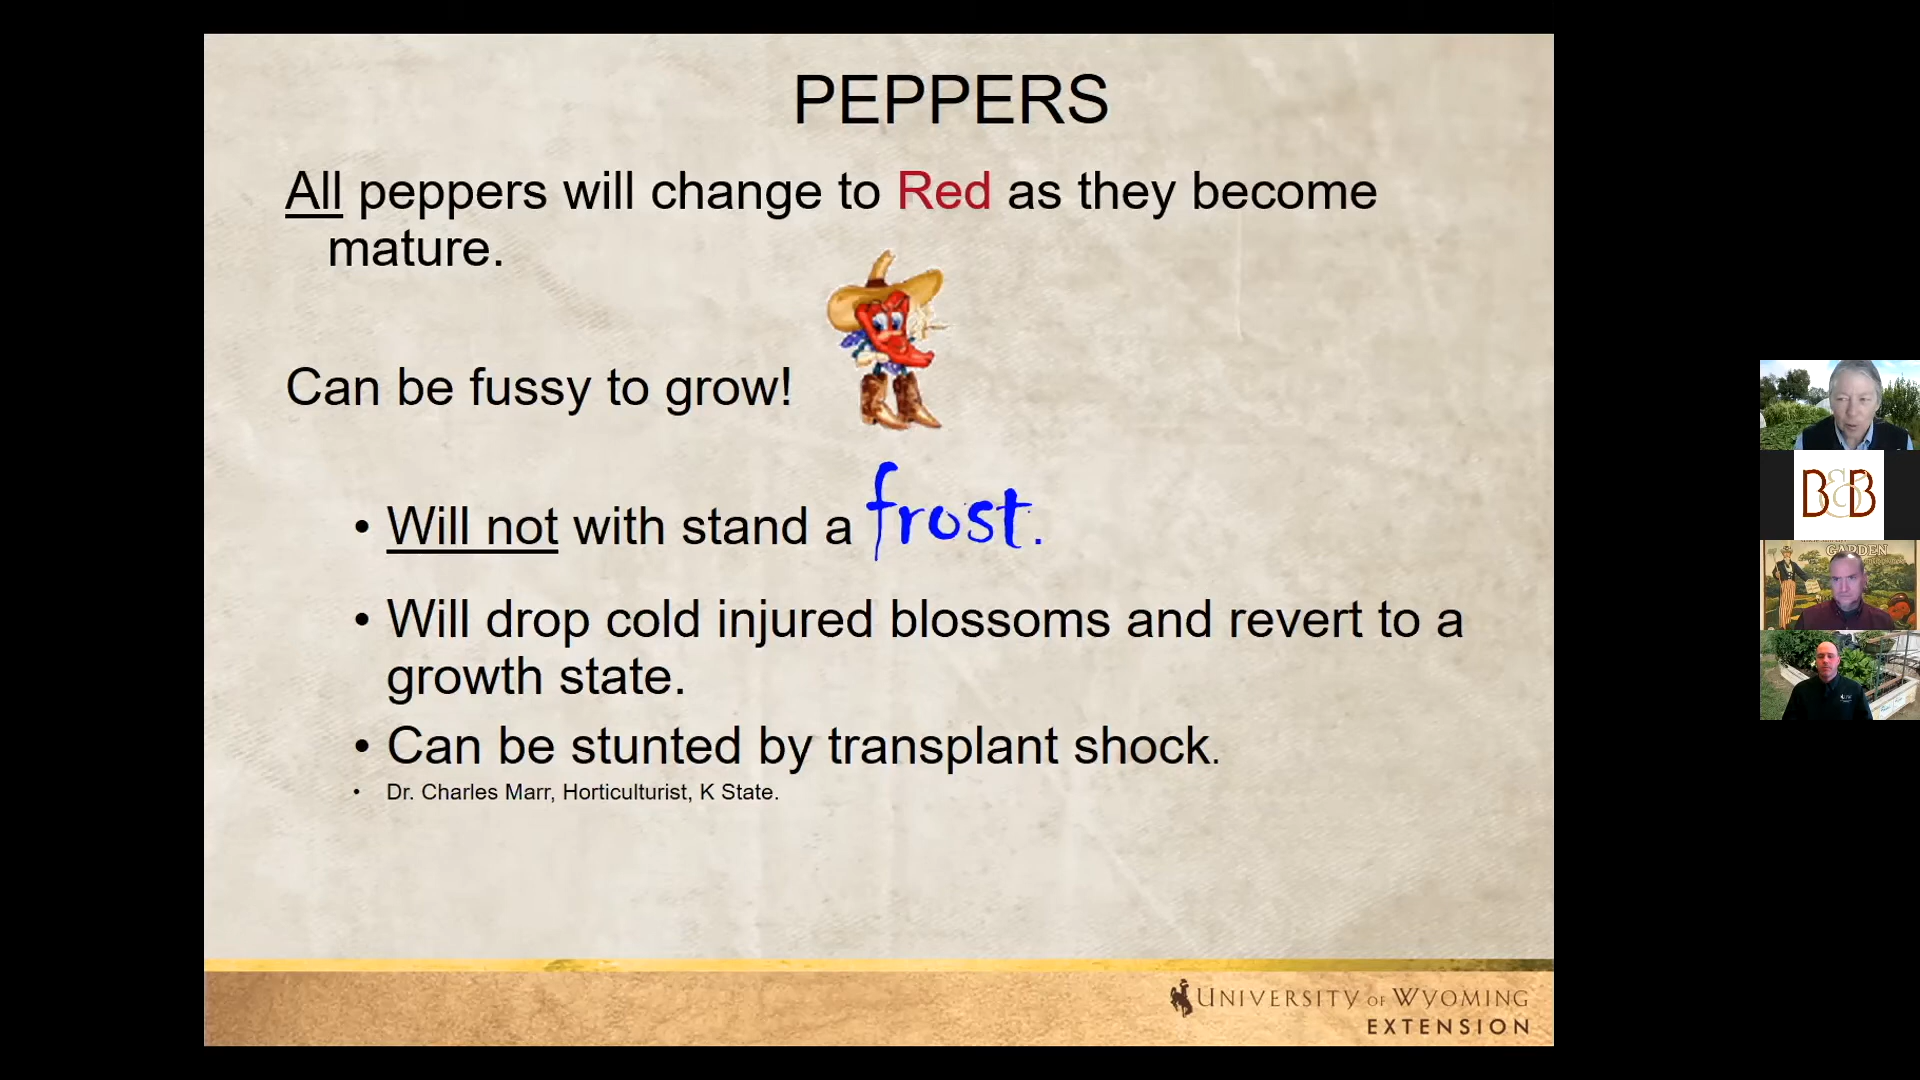 PEPPERS
All peppers will change to Red as they become
mature.
Can be fussy to grow!
• Will not with stand a frost.
• Will drop cold injured blossoms and revert to a
growth state.
• Can be stunted by transplant shock.
• Dr. Charles Marr, Horticulturist, K State.
UNIVERSITY OF WYOMING
EXTENSION
B&B
GARDEN